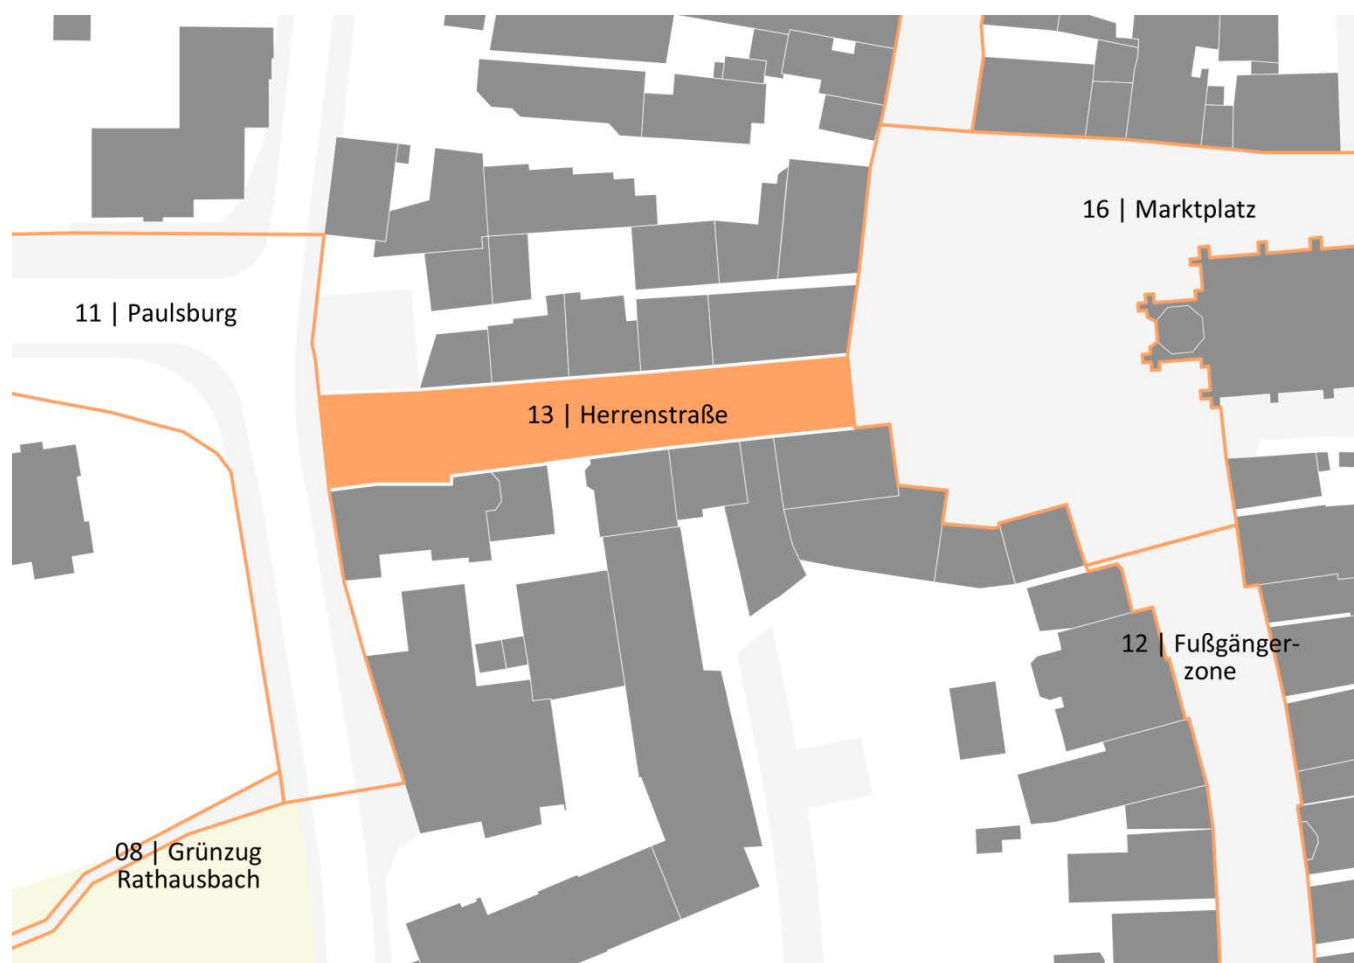 16 | Marktplatz
11 | Paulsburg
13 | Herrenstraße
12 | Fußgänger-
zone
08 | Grünzug
Rathausbach